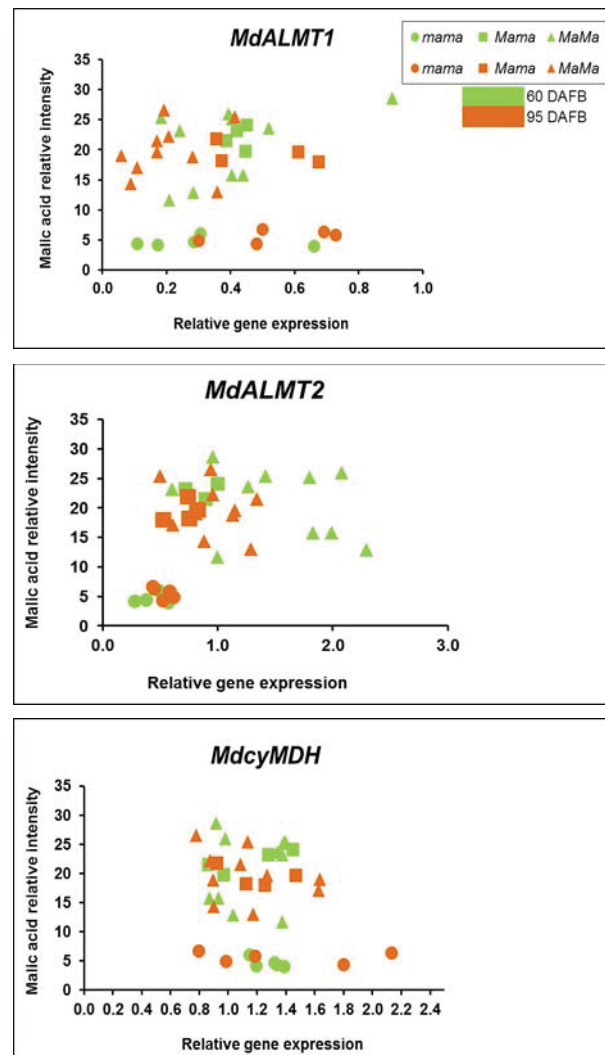 MdALMT1
mama Mama MaMa
mama Mama MaMa
60 DAFB
95 DAFB
Malic acid relative intensity
35
30
25
20
15
10
5
0
0.0 0.2 0.4 0.6 0.8 1.0
Relative gene expression
MdALMT2
Malic acid relative intensity
35
30
25
20
15
10
5
0
0.0 1.0 2.0 3.0
Relative gene expression
MdcyMDH
Malic acid relative intensity
35
30
25
20
15
10
5
0
0.0 0.2 0.4 0.6 0.8 1.0 1.2 1.4 1.6 1.8 2.0 2.2 2.4
Relative gene expression